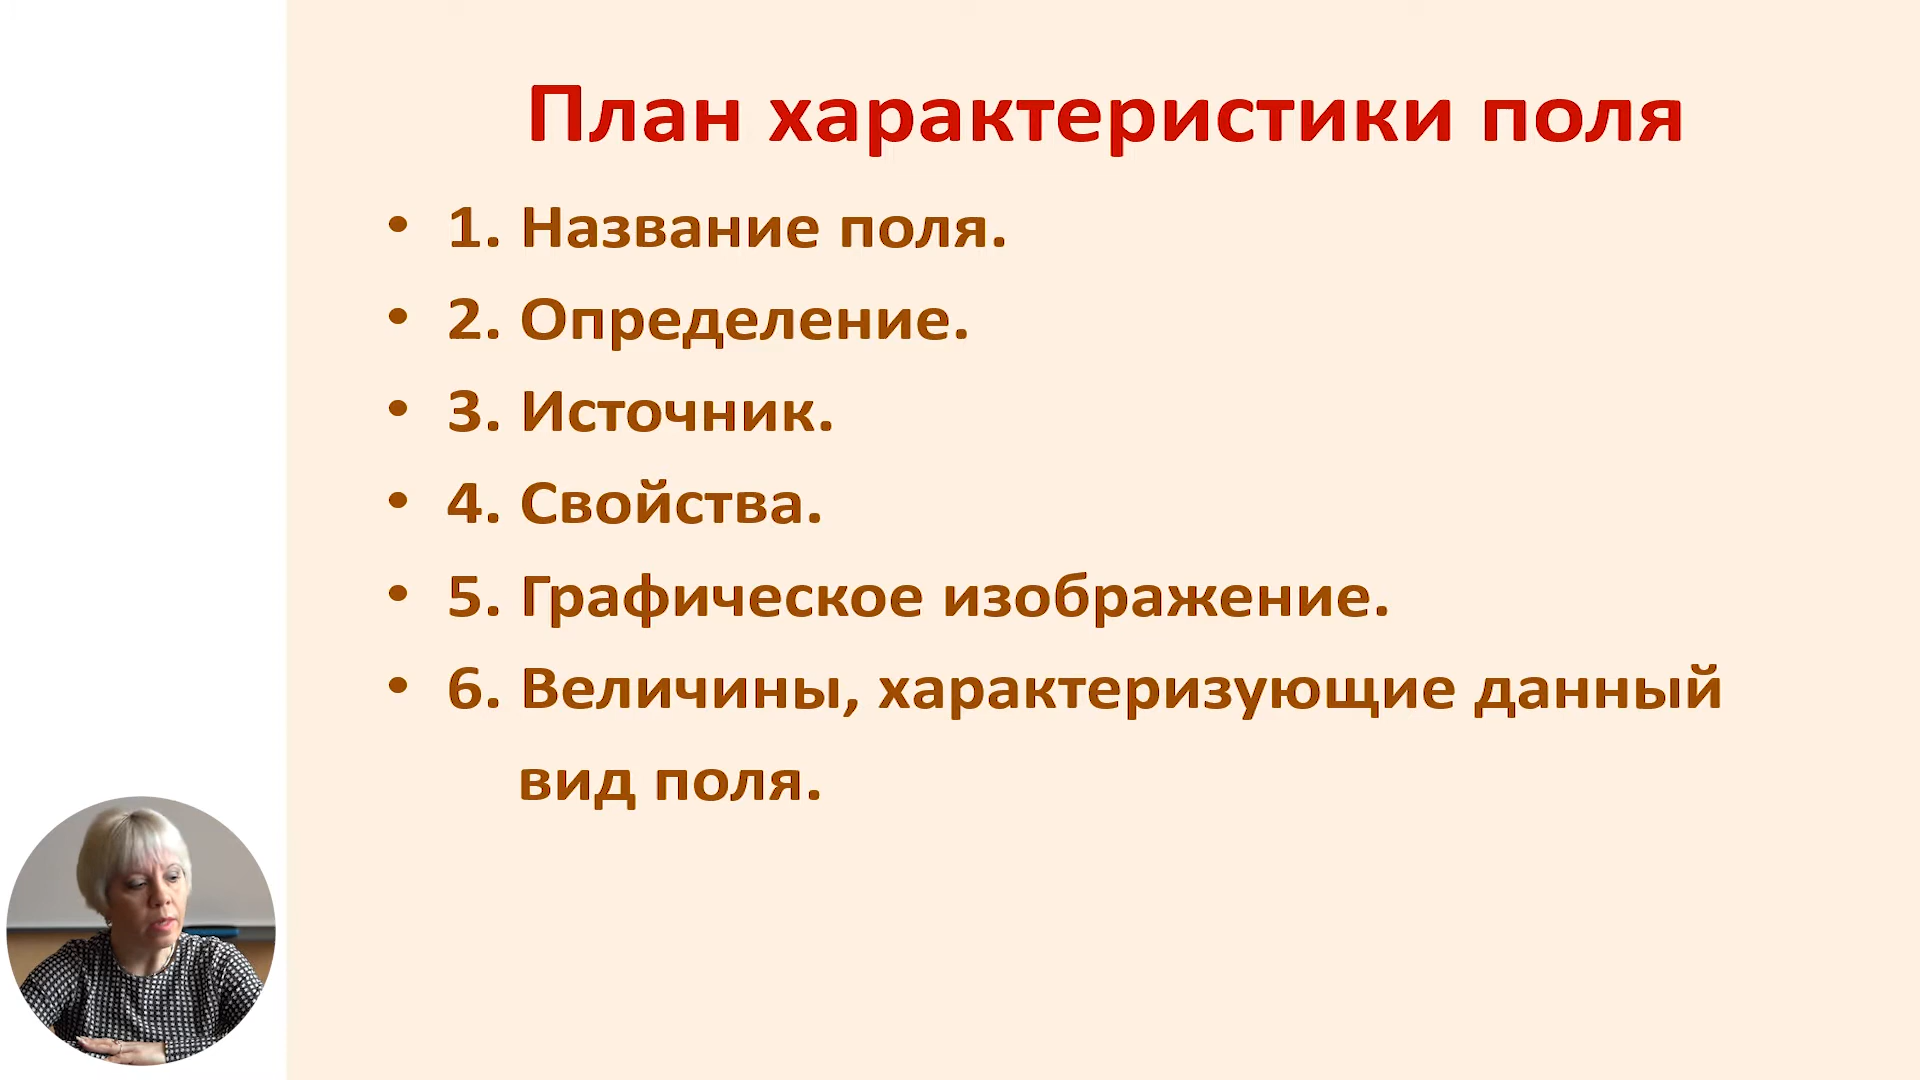 План характеристики поля
• 1. Название поля.
• 2. Определение.
• 3. Источник.
• 4. Свойства.
• 5. Графическое изображение.
• 6. Величины, характеризующие данный
вид поля.